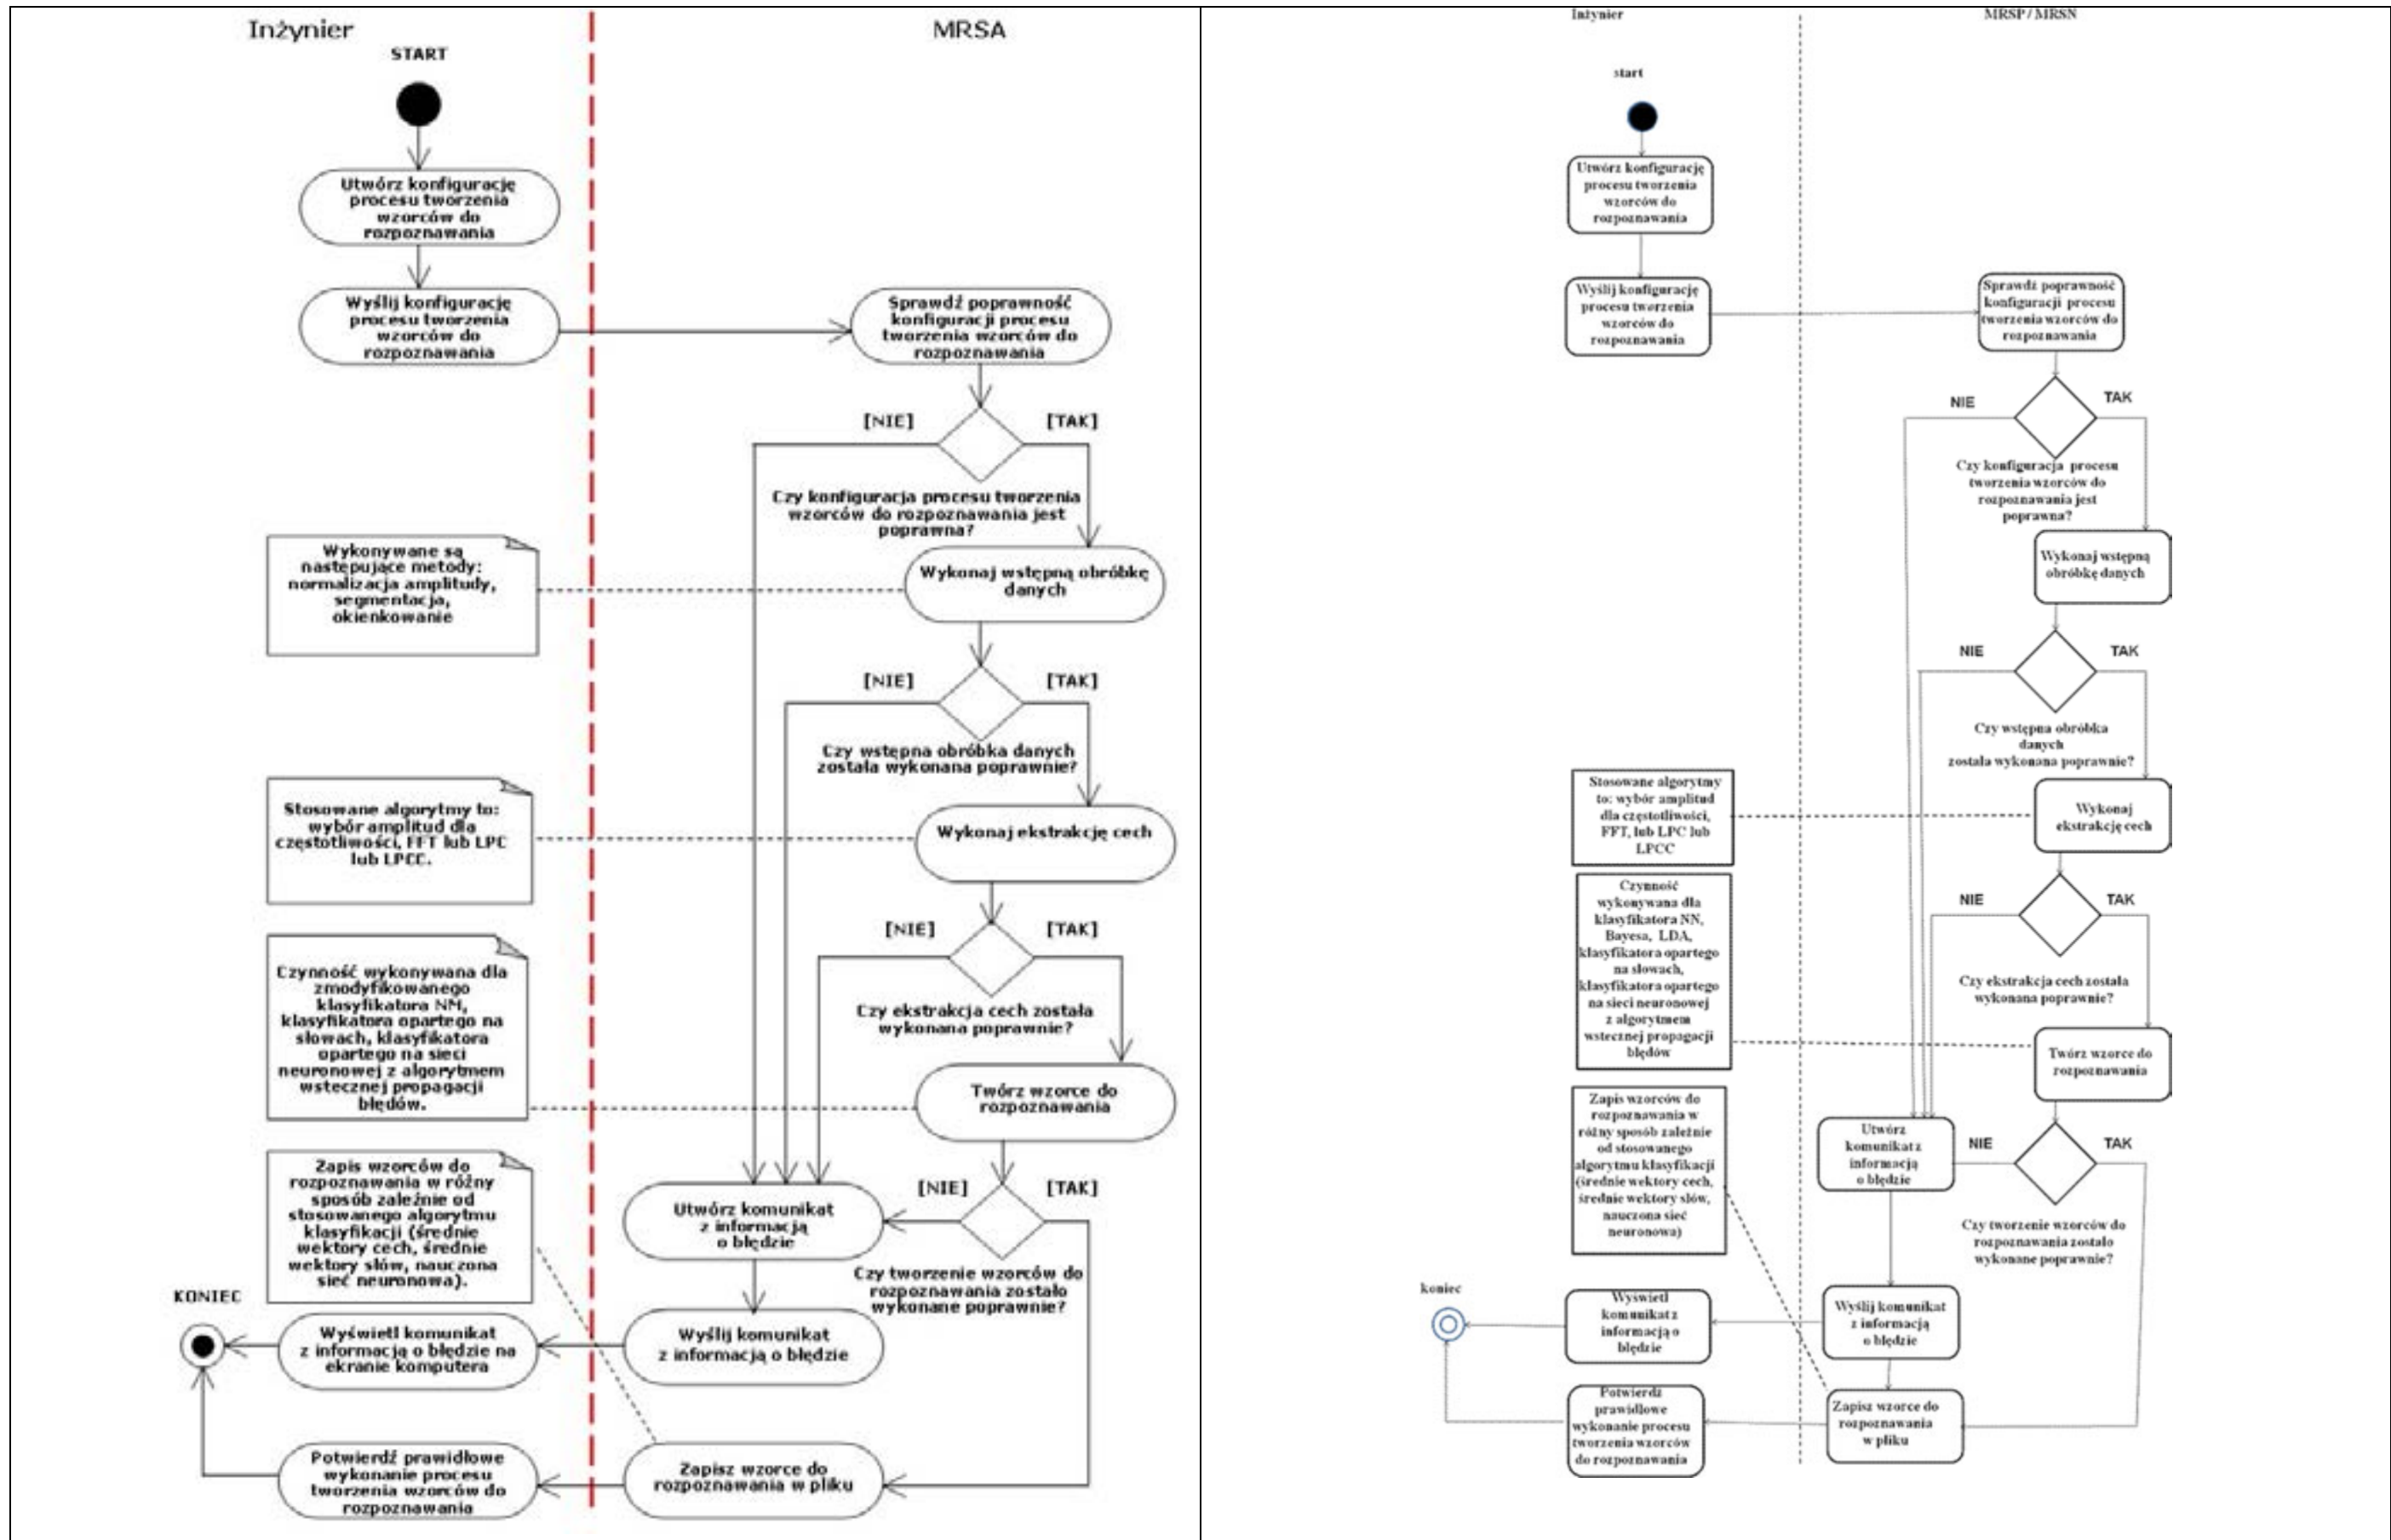 Inżynier
MRSA
START
Utwórz konfigurację
procesu tworzenia
wzorców do
rozpoznawania
Wyślij konfigurację
procesu tworzenia
wzorców do
rozpoznawania
Sprawdź poprawność
konfiguracji procesu
tworzenia wzorców do
rozpoznawania
[NIE]
[TAK]
Czy konfiguracja procesu tworzenia
wzorców do rozpoznawania jest
poprawna?
Wykonywane są
następujące metody:
normalizacja amplitudy,
segmentacja,
okienkowanie
Wykonaj wstępną obróbkę
danych
[NIE]
[TAK]
Czy wstępna obróbka danych
została wykonana poprawnie?
Stosowane algorytmy to:
wybór amplitud dla
częstotliwości, FFT lub LPC
lub LPCC.
Wykonaj ekstrakcję cech
[NIE]
[TAK]
Czy ekstrakcja cech została
wykonana poprawnie?
Czynność wykonywana dla
zmodyfikowanego
klasyfikatora NM,
klasyfikatora opartego na
słowach, klasyfikatora
opartego na sieci
neuronowej z algorytmem
wstecznej propagacji
błędów.
Twórz wzorce do
rozpoznawania
Zapis wzorców do
rozpoznawania w różny
sposób zależnie od
stosowanego algorytmu
klasyfikacji (średnie
wektory cech, średnie
wektory słów, nauczona
sieć neuronowa).
Utwórz komunikat
z informacją
o błędzie
[NIE]
[TAK]
Czy tworzenie wzorców do
rozpoznawania zostało
wykonane poprawnie?
KONIEC
Wyświetl komunikat
z informacją o błędzie na
ekranie komputera
Wyślij komunikat
z informacją o błędzie
Potwierdź prawidłowe
wykonanie procesu
tworzenia wzorców do
rozpoznawania
Zapisz wzorce do
rozpoznawania w pliku
Inżynier
MRSP / MRSN
start
Utwórz konfigurację
procesu tworzenia
wzorców do
rozpoznawania
Wyślij konfigurację
procesu tworzenia
wzorców do
rozpoznawania
Sprawdź poprawność
konfiguracji procesu
tworzenia wzorców do
rozpoznawania
NIE
TAK
Czy konfiguracja procesu
tworzenia wzorców do
rozpoznawania jest
poprawna?
Wykonaj wstępną
obróbkę danych
NIE
TAK
Czy wstępna obróbka
danych
została wykonana poprawnie?
Stosowane algorytmy
to: wybór amplitud
dla częstotliwości,
FFT, lub LPC lub
LPCC
Wykonaj
ekstrakcję cech
NIE
TAK
Czy ekstrakcja cech została
wykonana poprawnie?
Czynność
wykonywana dla
klasyfikatora NN,
Bayesa, LDA,
klasyfikatora opartego
na słowach,
klasyfikatora opartego
na sieci neuronowej
z algorytmem
wstecznej propagacji
błędów
Twórz wzorce do
rozpoznawania
Zapis wzorców do
rozpoznawania w
różny sposób zależnie
od stosowanego
algorytmu klasyfikacji
(średnie wektory cech,
średnie wektory słów,
nauczona sieć
neuronowa)
Utwórz
komunikat z
informacją
o błędzie
NIE
TAK
Czy tworzenie wzorców do
rozpoznawania zostało
wykonane poprawnie?
koniec
Wyświetl
komunikat z
informacją o
błędzie
Wyślij komunikat
z informacją
o błędzie
Potwierdź
prawidłowe
wykonanie procesu
tworzenia wzorców
do rozpoznawania
Zapisz wzorce do
rozpoznawania
w pliku